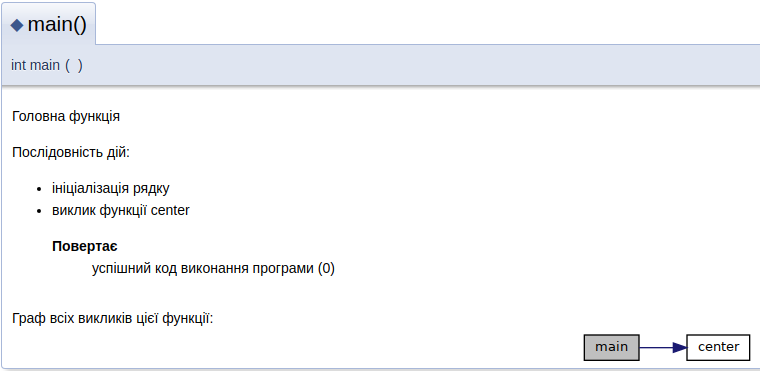 ◆ main()
int main ( )
Головна функція
Послідовність дій:
• ініціалізація рядку
• виклик функції center
Повертає
успішний код виконання програми (0)
Граф всіх викликів цієї функції:
main center